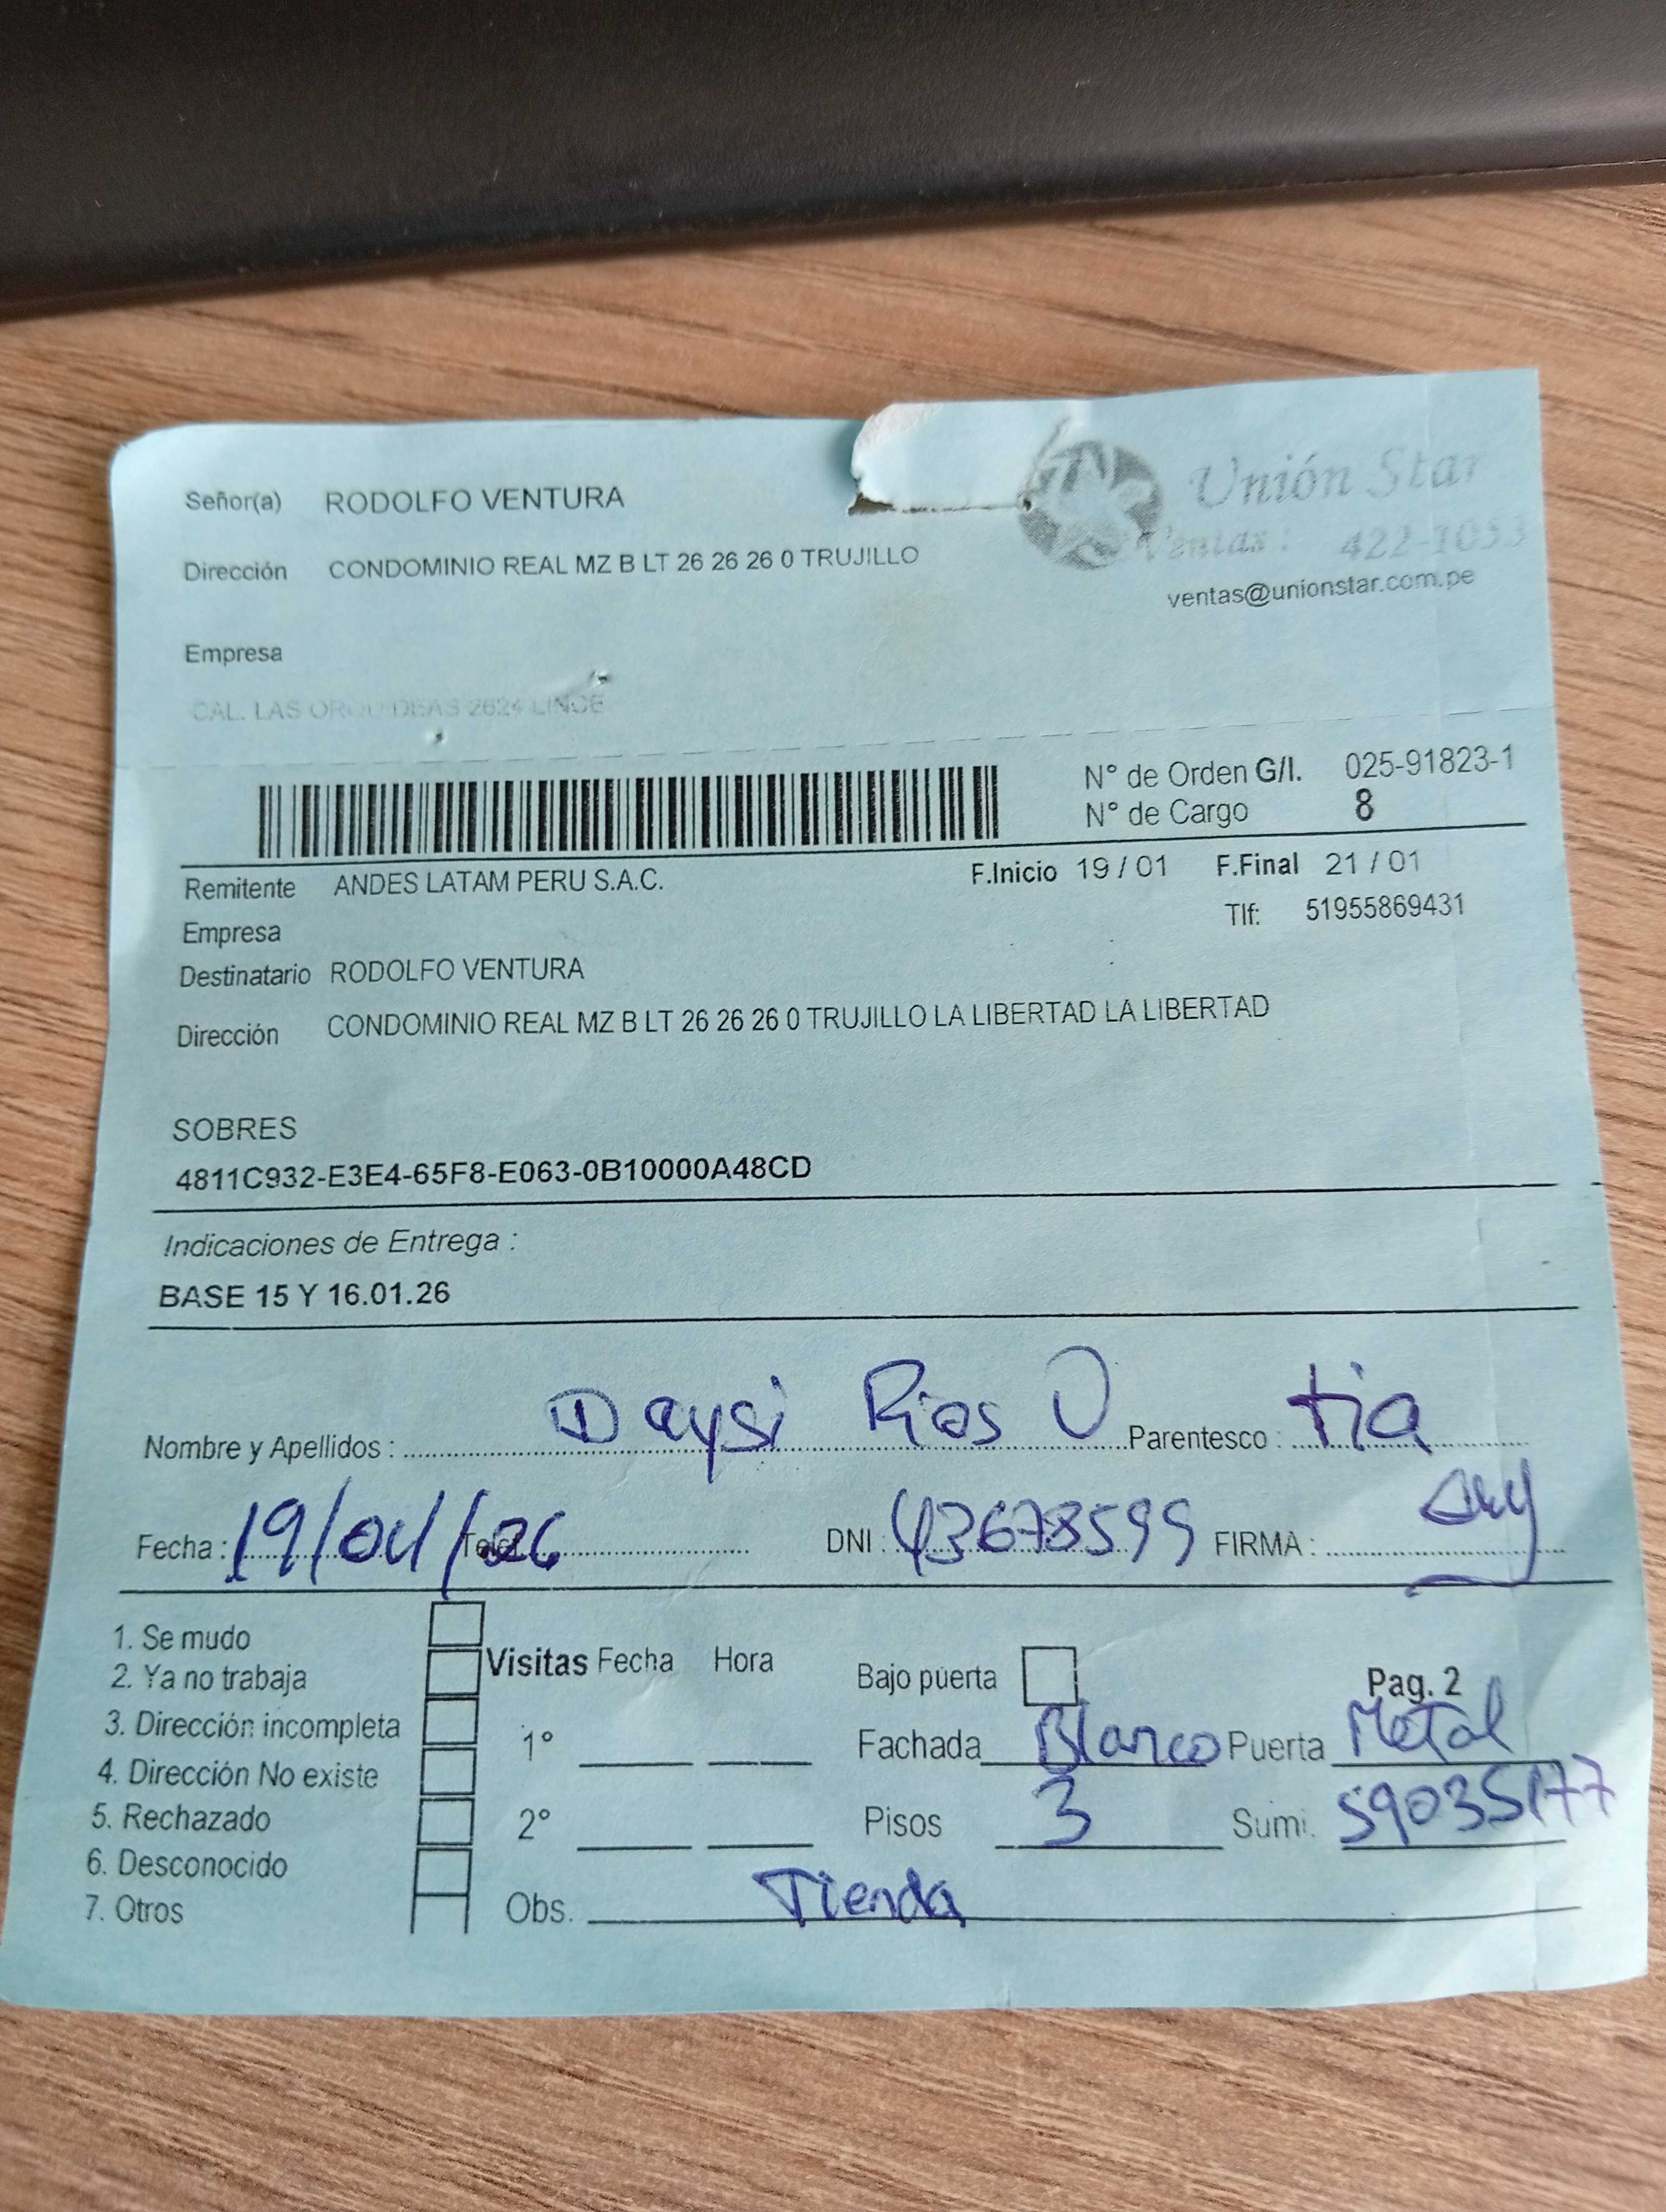 Señor(a) RODOLFO VENTURA
Unión Star
Dirección CONDOMINIO REAL MZ B LT 26 26 26 0 TRUJILLO
Ventas: 422-1053
ventas@unionstar.com.pe
Empresa
CAL. LAS ORQUIDEAS 2624 LINCE
N° de Orden G/I. 025-91823-1
N° de Cargo 8
Remitente ANDES LATAM PERU S.A.C. F.Inicio 19 / 01 F.Final 21 / 01
Empresa Tlf: 51955869431
Destinatario RODOLFO VENTURA
Dirección CONDOMINIO REAL MZ B LT 26 26 26 0 TRUJILLO LA LIBERTAD LA LIBERTAD
SOBRES
4811C932-E3E4-65F8-E063-0B10000A48CD
Indicaciones de Entrega :
BASE 15 Y 16.01.26
Nombre y Apellidos : Daysi Rios Parentesco : tia
Fecha : 19/01/26 Telef. DNI : 43678599 FIRMA :
1. Se mudo
2. Ya no trabaja
3. Dirección incompleta
4. Dirección No existe
5. Rechazado
6. Desconocido
7. Otros
Visitas Fecha Hora
1°
2°
Bajo puerta Pag. 2
Fachada Blanco Puerta Metal
Pisos 3 Sumi. 59035177
Obs. Tienda